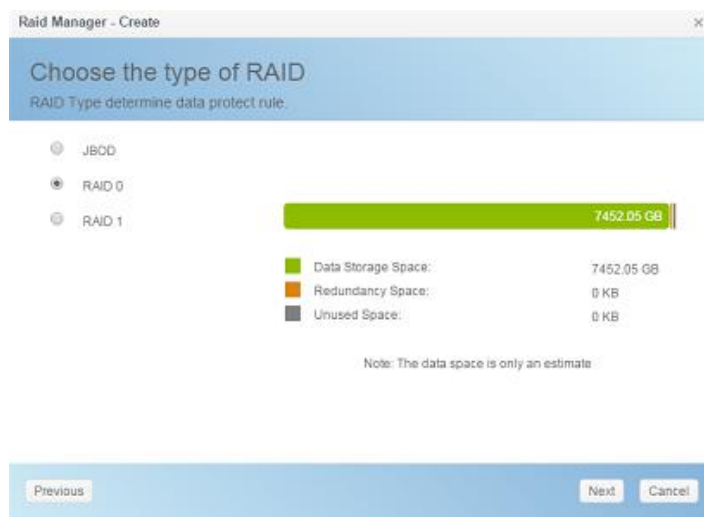 Raid Manager - Create
×
Choose the type of RAID
RAID Type determine data protect rule.
JBOD
RAID 0
RAID 1
7452.05 GB
Data Storage Space: 7452.05 GB
Redundancy Space: 0 KB
Unused Space: 0 KB
Note: The data space is only an estimate
Previous Next Cancel